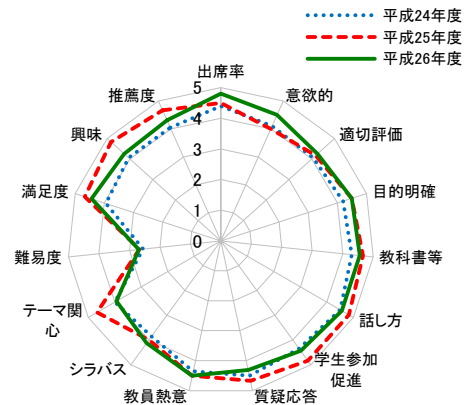 平成24年度
平成25年度
平成26年度
出席率
意欲的
適切評価
目的明確
教科書等
話し方
学生参加
促進
質疑応答
教員熱意
シラバス
テーマ関
心
難易度
満足度
興味
推薦度
5
4
3
2
1
0